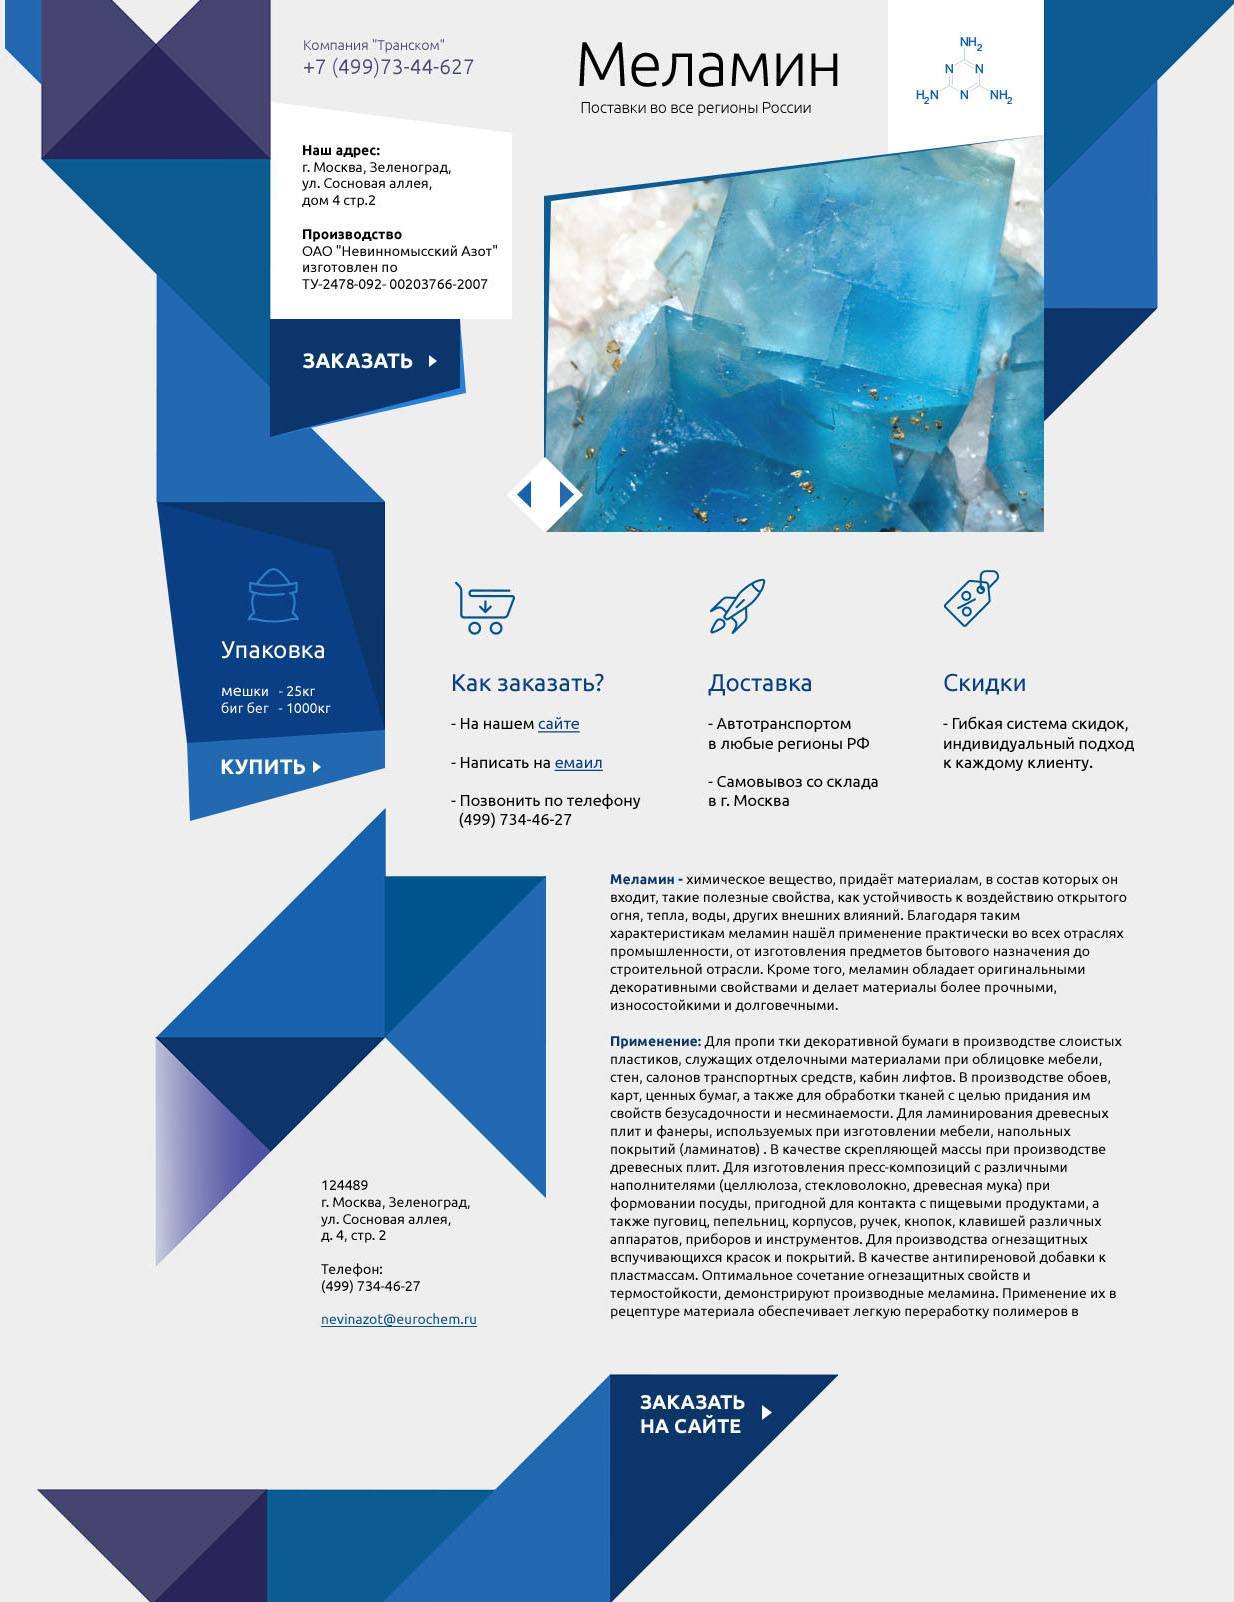 Компания "Транском"
+7 (499)73-44-627
Меламин
Поставки во все регионы России
NH2
N N
H2N N NH2
Наш адрес:
г. Москва, Зеленоград,
ул. Сосновая аллея,
дом 4 стр.2
Производство
ОАО "Невинномысский Азот"
изготовлен по
ТУ-2478-092- 00203766-2007
ЗАКАЗАТЬ
Упаковка
мешки - 25кг
биг бег - 1000кг
КУПИТЬ
Как заказать?
- На нашем сайте
- Написать на емаил
- Позвонить по телефону
(499) 734-46-27
Доставка
- Автотранспортом
в любые регионы РФ
- Самовывоз со склада
в г. Москва
Скидки
- Гибкая система скидок,
индивидуальный подход
к каждому клиенту.
Меламин - химическое вещество, придаёт материалам, в состав которых он
входит, такие полезные свойства, как устойчивость к воздействию открытого
огня, тепла, воды, других внешних влияний. Благодаря таким
характеристикам меламин нашёл применение практически во всех отраслях
промышленности, от изготовления предметов бытового назначения до
строительной отрасли. Кроме того, меламин обладает оригинальными
декоративными свойствами и делает материалы более прочными,
износостойкими и долговечными.
Применение: Для пропи тки декоративной бумаги в производстве слоистых
пластиков, служащих отделочными материалами при облицовке мебели,
стен, салонов транспортных средств, кабин лифтов. В производстве обоев,
карт, ценных бумаг, а также для обработки тканей с целью придания им
свойств безусадочности и несминаемости. Для ламинирования древесных
плит и фанеры, используемых при изготовлении мебели, напольных
покрытий (ламинатов) . В качестве скрепляющей массы при производстве
древесных плит. Для изготовления пресс-композиций с различными
наполнителями (целлюлоза, стекловолокно, древесная мука) при
формовании посуды, пригодной для контакта с пищевыми продуктами, а
также пуговиц, пепельниц, корпусов, ручек, кнопок, клавишей различных
аппаратов, приборов и инструментов. Для производства огнезащитных
вспучивающихся красок и покрытий. В качестве антипиреновой добавки к
пластмассам. Оптимальное сочетание огнезащитных свойств и
термостойкости, демонстрируют производные меламина. Применение их в
рецептуре материала обеспечивает легкую переработку полимеров в
124489
г. Москва, Зеленоград,
ул. Сосновая аллея,
д. 4, стр. 2
Телефон:
(499) 734-46-27
nevinazot@eurochem.ru
ЗАКАЗАТЬ
НА САЙТЕ